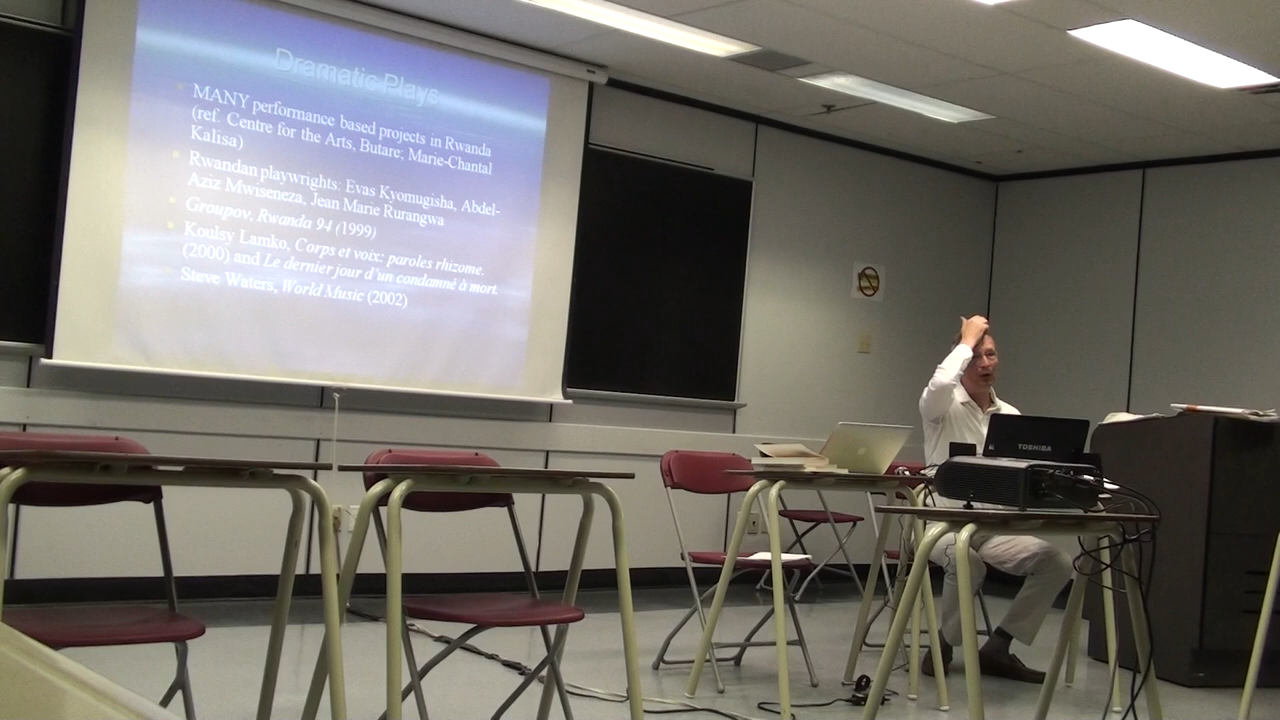 Dramatic Plays
MANY performance based projects in Rwanda
(ref. Centre for the Arts, Butare; Marie-Chantal
Kalisa)
Rwandan playwrights: Evas Kyomugisha, Abdel-
Aziz Mwiseneza, Jean Marie Rurangwa
Groupov, Rwanda 94 (1999)
Koulsy Lamko, Corps et voix; paroles rhizome.
(2000) and Le dernier jour d'un condamné à mort.
Steve Waters, World Music (2002)
TOSHIBA